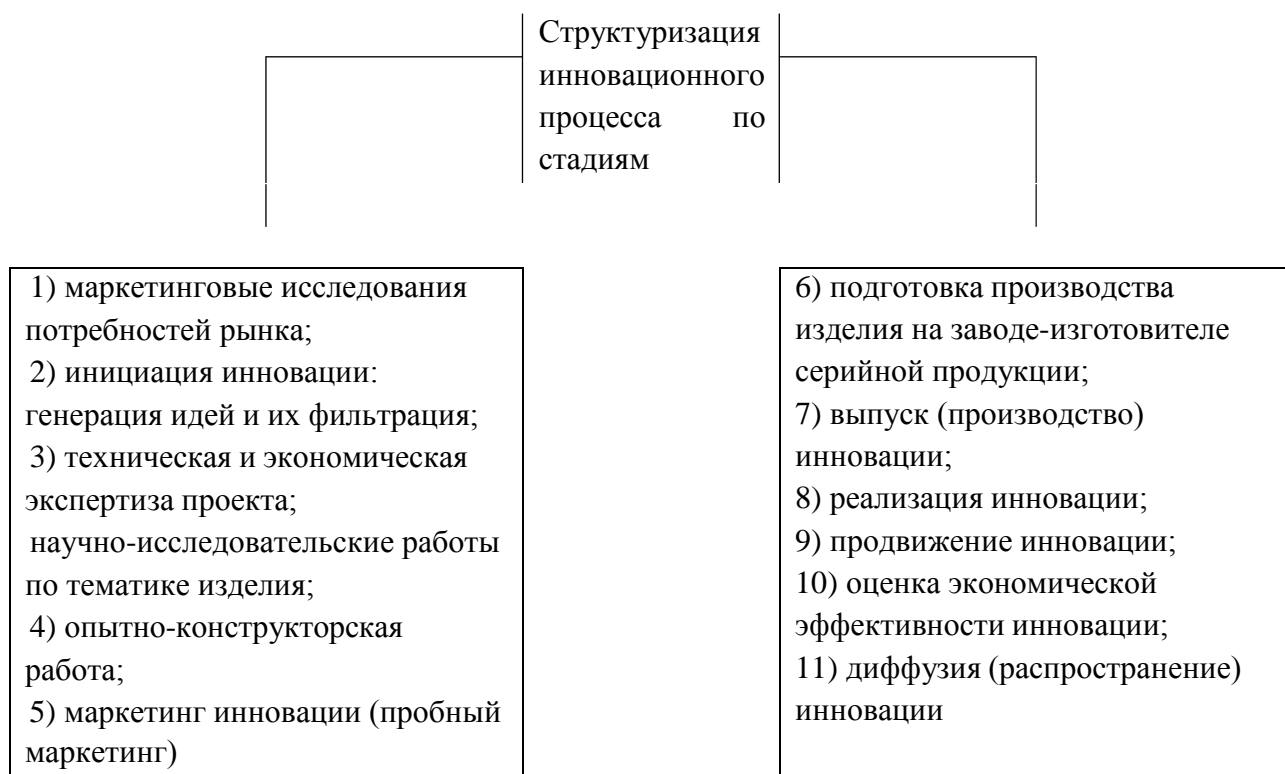 Структуризация
инновационного
процесса по
стадиям
1) маркетинговые исследования
потребностей рынка;
2) инициация инновации:
генерация идей и их фильтрация;
3) техническая и экономическая
экспертиза проекта;
научно-исследовательские работы
по тематике изделия;
4) опытно-конструкторская
работа;
5) маркетинг инновации (пробный
маркетинг)
6) подготовка производства
изделия на заводе-изготовителе
серийной продукции;
7) выпуск (производство)
инновации;
8) реализация инновации;
9) продвижение инновации;
10) оценка экономической
эффективности инновации;
11) диффузия (распространение)
инновации